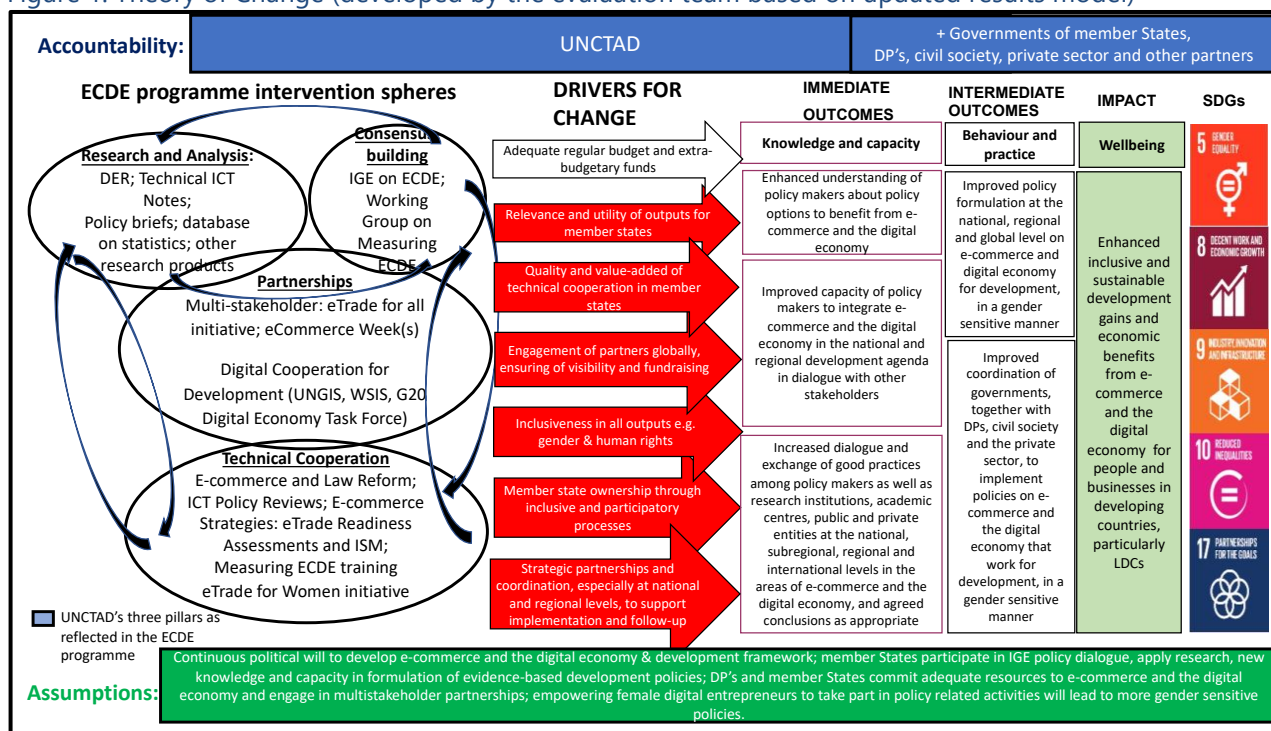 Figure 4. Theory of Change (developed by the evaluation team based on updated results model)
Accountability:
UNCTAD
+ Governments of member States,
DP's, civil society, private sector and other partners
ECDE programme intervention spheres
Research and Analysis:
DER; Technical ICT
Notes;
Policy briefs; database
on statistics; other
research products
Consensus
building
IGE on ECDE;
Working
Group on
Measuring
ECDE
Partnerships
Multi-stakeholder: eTrade for all
initiative; eCommerce Week(s)
Digital Cooperation for
Development (UNGIS, WSIS, G20
Digital Economy Task Force)
Technical Cooperation
E-commerce and Law Reform;
ICT Policy Reviews; E-commerce
Strategies: eTrade Readiness
Assessments and ISM;
Measuring ECDE training
eTrade for Women initiative
UNCTAD's three pillars as
reflected in the ECDE
programme
DRIVERS FOR
CHANGE
Adequate regular budget and extra-
budgetary funds
Relevance and utility of outputs for
member states
Quality and value-added of
technical cooperation in member
states
Engagement of partners globally,
ensuring of visibility and fundraising
Inclusiveness in all outputs e.g.
gender & human rights
Member state ownership through
inclusive and participatory
processes
Strategic partnerships and
coordination, especially at national
and regional levels, to support
implementation and follow-up
IMMEDIATE
OUTCOMES
Knowledge and capacity
Enhanced understanding of
policy makers about policy
options to benefit from e-
commerce and the digital
economy
Improved capacity of policy
makers to integrate e-
commerce and the digital
economy in the national and
regional development agenda
in dialogue with other
stakeholders
Increased dialogue and
exchange of good practices
among policy makers as well as
research institutions, academic
centres, public and private
entities at the national,
subregional, regional and
international levels in the
areas of e-commerce and the
digital economy, and agreed
conclusions as appropriate
INTERMEDIATE
OUTCOMES
Behaviour and
practice
Improved policy
formulation at the
national, regional
and global level on
e-commerce and
digital economy
for development,
in a gender
sensitive manner
Improved
coordination of
governments,
together with
DPs, civil society
and the private
sector, to
implement
policies on e-
commerce and
the digital
economy that
work for
development, in a
gender sensitive
manner
IMPACT
Wellbeing
Enhanced
inclusive and
sustainable
development
gains and
economic
benefits
from e-
commerce
and the
digital
economy for
people and
businesses in
developing
countries,
particularly
LDCs
SDGs
5 GENDER
EQUALITY
8 DECENT WORK AND
ECONOMIC GROWTH
9 INDUSTRY, INNOVATION
AND INFRASTRUCTURE
10 REDUCED
INEQUALITIES
17 PARTNERSHIPS
FOR THE GOALS
Assumptions:
Continuous political will to develop e-commerce and the digital economy & development framework; member States participate in IGE policy dialogue, apply research, new
knowledge and capacity in formulation of evidence-based development policies; DP's and member States commit adequate resources to e-commerce and the digital
economy and engage in multistakeholder partnerships; empowering female digital entrepreneurs to take part in policy related activities will lead to more gender sensitive
policies.